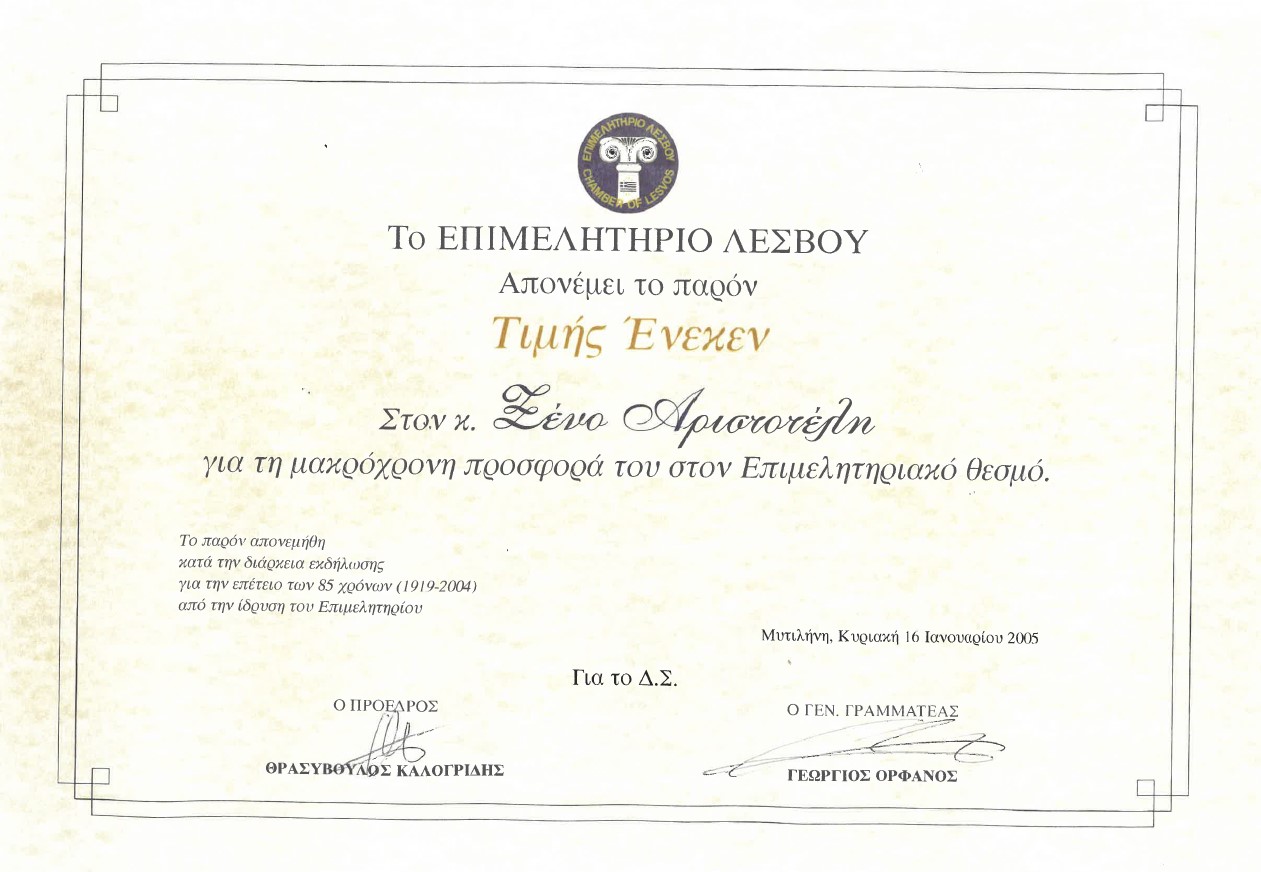 ΕΠΙΜΕΛΗΤΗΡΙΟ ΛΕΣΒΟΥ
CHAMBER OF LESVOS
Το ΕΠΙΜΕΛΗΤΗΡΙΟ ΛΕΣΒΟΥ
Απονέμει το παρόν
Τιμής Ένεκεν
Στον κ. Ξένο Αριστοτέλη
για τη μακρόχρονη προσφορά του στον Επιμελητηριακό θεσμό.
Το παρόν απονεμήθη
κατά την διάρκεια εκδήλωσης
για την επέτειο των 85 χρόνων (1919-2004)
από την ίδρυση του Επιμελητηρίου
Μυτιλήνη, Κυριακή 16 Ιανουαρίου 2005
Για το Δ.Σ.
Ο ΠΡΟΕΔΡΟΣ
ΘΡΑΣΥΒΟΥΛΟΣ ΚΑΛΟΓΡΙΔΗΣ
Ο ΓΕΝ. ΓΡΑΜΜΑΤΕΑΣ
ΓΕΩΡΓΙΟΣ ΟΡΦΑΝΟΣ